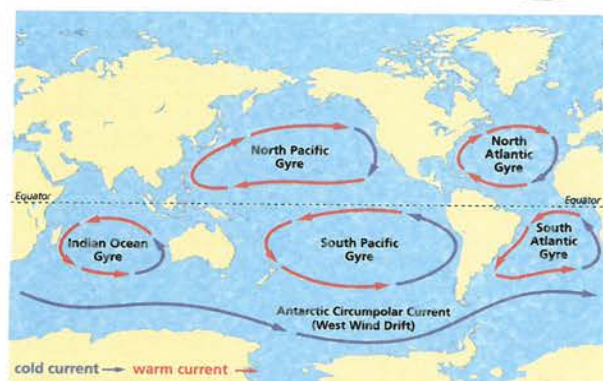 North Pacific
Gyre
North
Atlantic
Gyre
Equator
Equator
Indian Ocean
Gyre
South Pacific
Gyre
South
Atlantic
Gyre
Antarctic Circumpolar Current
(West Wind Drift)
cold current
warm current